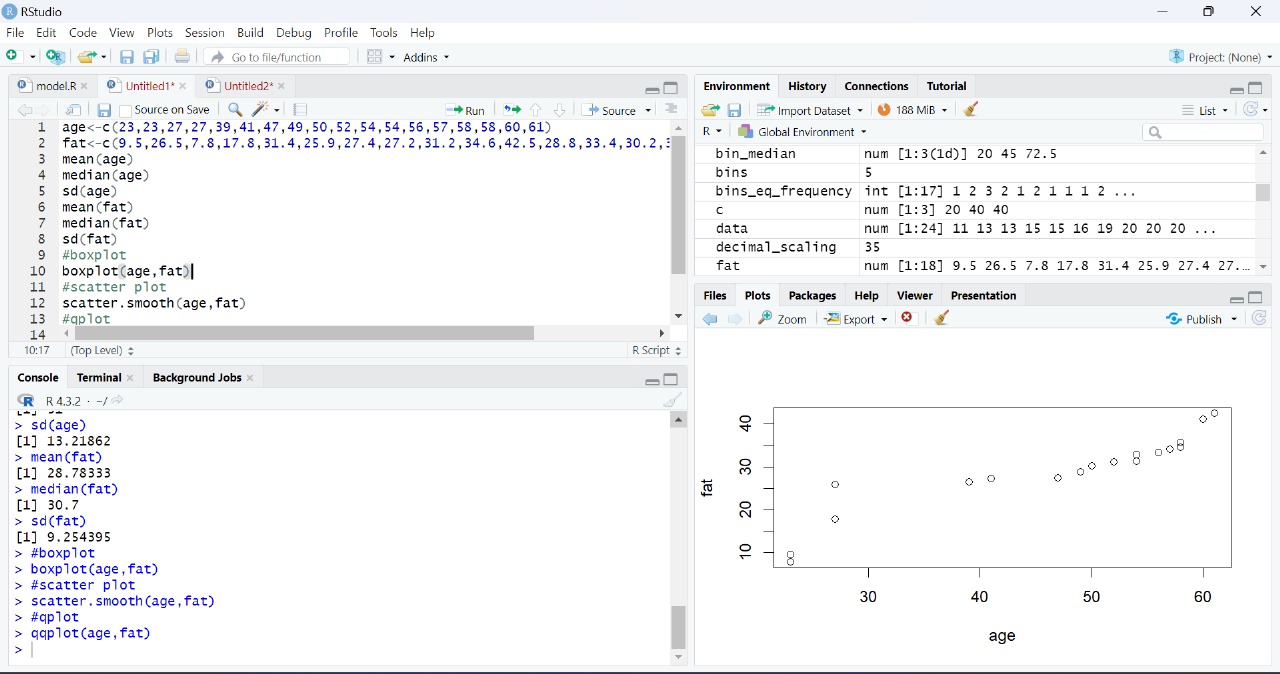 RStudio
File Edit Code View Plots Session Build Debug Profile Tools Help
Go to file/function Addins Project: (None)
model.R Untitled1* Untitled2*
Source on Save Run Source
1 age<-c(23,23,27,27,39,41,47,49,50,52,54,54,56,57,58,58,60,61)
2 fat<-c(9.5,26.5,7.8,17.8,31.4,25.9,27.4,27.2,31.2,34.6,42.5,28.8,33.4,30.2,
3 mean(age)
4 median(age)
5 sd(age)
6 mean(fat)
7 median(fat)
8 sd(fat)
9 #boxplot
10 boxplot(age,fat)
11 #scatter plot
12 scatter.smooth(age,fat)
13 #qplot
14
10:17 (Top Level) R Script
Console Terminal Background Jobs
R 4.3.2 · ~/
> sd(age)
[1] 13.21862
> mean(fat)
[1] 28.78333
> median(fat)
[1] 30.7
> sd(fat)
[1] 9.254395
> #boxplot
> boxplot(age,fat)
> #scatter plot
> scatter.smooth(age,fat)
> #qplot
> qqplot(age,fat)
>
Environment History Connections Tutorial
Import Dataset 188 MiB List
R Global Environment
bin_median num [1:3(1d)] 20 45 72.5
bins 5
bins_eq_frequency int [1:17] 1 2 3 2 1 2 1 1 1 2 ...
c num [1:3] 20 40 40
data num [1:24] 11 13 13 15 15 16 19 20 20 20 ...
decimal_scaling 35
fat num [1:18] 9.5 26.5 7.8 17.8 31.4 25.9 27.4 27....
Files Plots Packages Help Viewer Presentation
Zoom Export Publish
fat
40
30
20
10
30 40 50 60
age